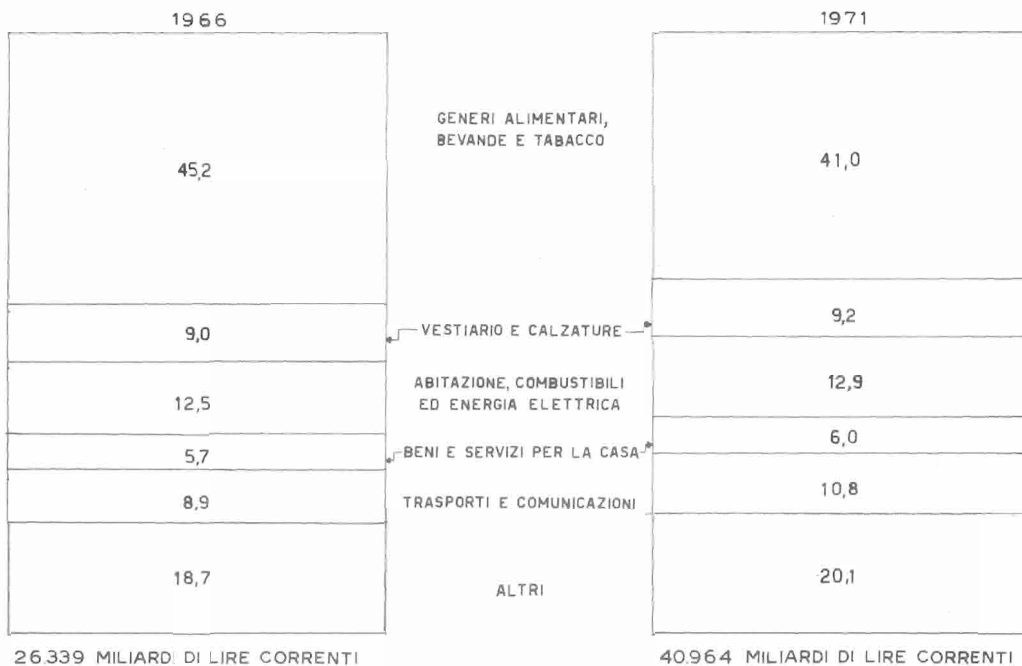 1966
1971
GENERI ALIMENTARI,
BEVANDE E TABACCO
45,2
41,0
9,0
VESTIARIO E CALZATURE
9,2
ABITAZIONE, COMBUSTIBILI
ED ENERGIA ELETTRICA
12,5
12,9
5,7
BENI E SERVIZI PER LA CASA
6,0
8,9
TRASPORTI E COMUNICAZIONI
10,8
18,7
ALTRI
20,1
26.339 MILIARDI DI LIRE CORRENTI
40.964 MILIARDI DI LIRE CORRENTI